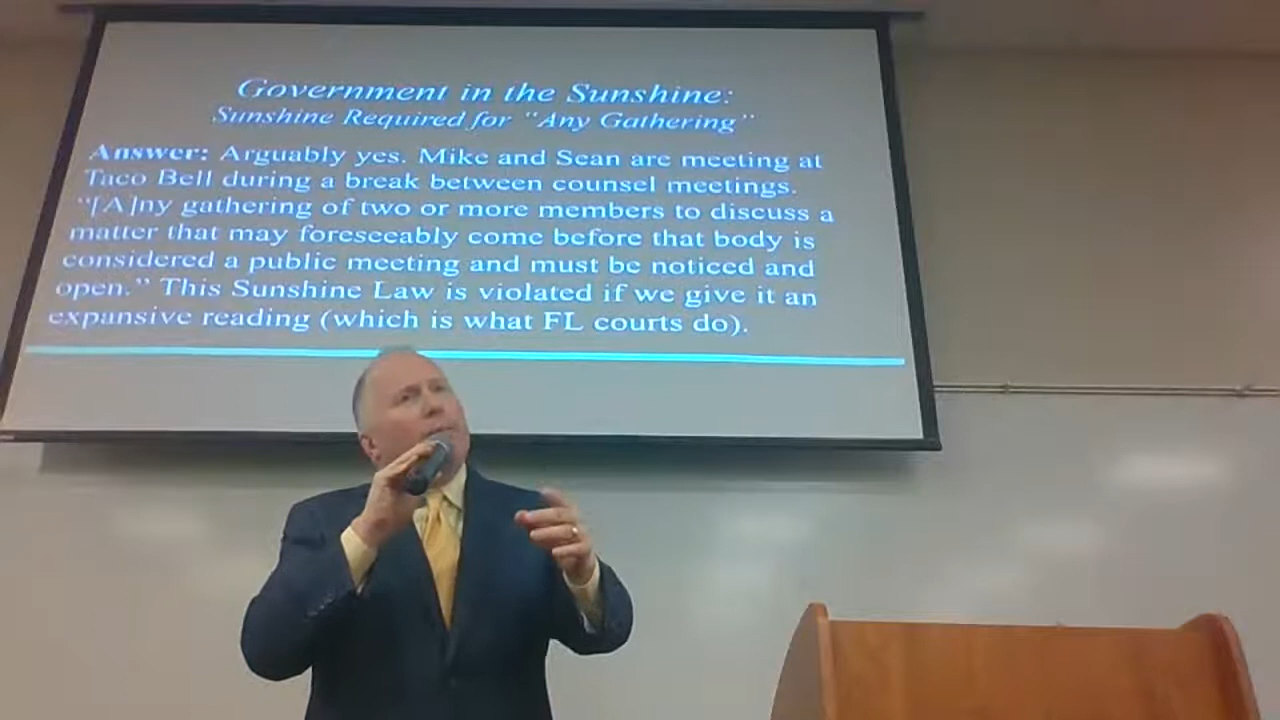 Government in the Sunshine:
Sunshine Required for "Any Gathering"
Answer: Arguably yes. Mike and Sean are meeting at
Taco Bell during a break between counsel meetings.
"[A]ny gathering of two or more members to discuss a
matter that may foreseeably come before that body is
considered a public meeting and must be noticed and
open." This Sunshine Law is violated if we give it an
expansive reading (which is what FL courts do).